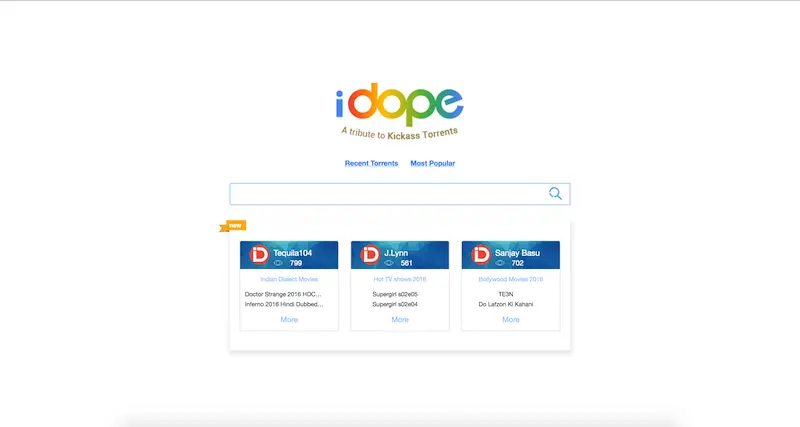 idope
A tribute to Kickass Torrents
Recent Torrents Most Popular
new
Tequila104
799
Indian Dialect Movies
Doctor Strange 2016 HDC...
Inferno 2016 Hindi Dubbed...
More
J.Lynn
561
Hot TV shows 2016
Supergirl s02e05
Supergirl s02e04
More
Sanjay Basu
702
Bollywood Movies 2016
TE3N
Do Lafzon Ki Kahani
More